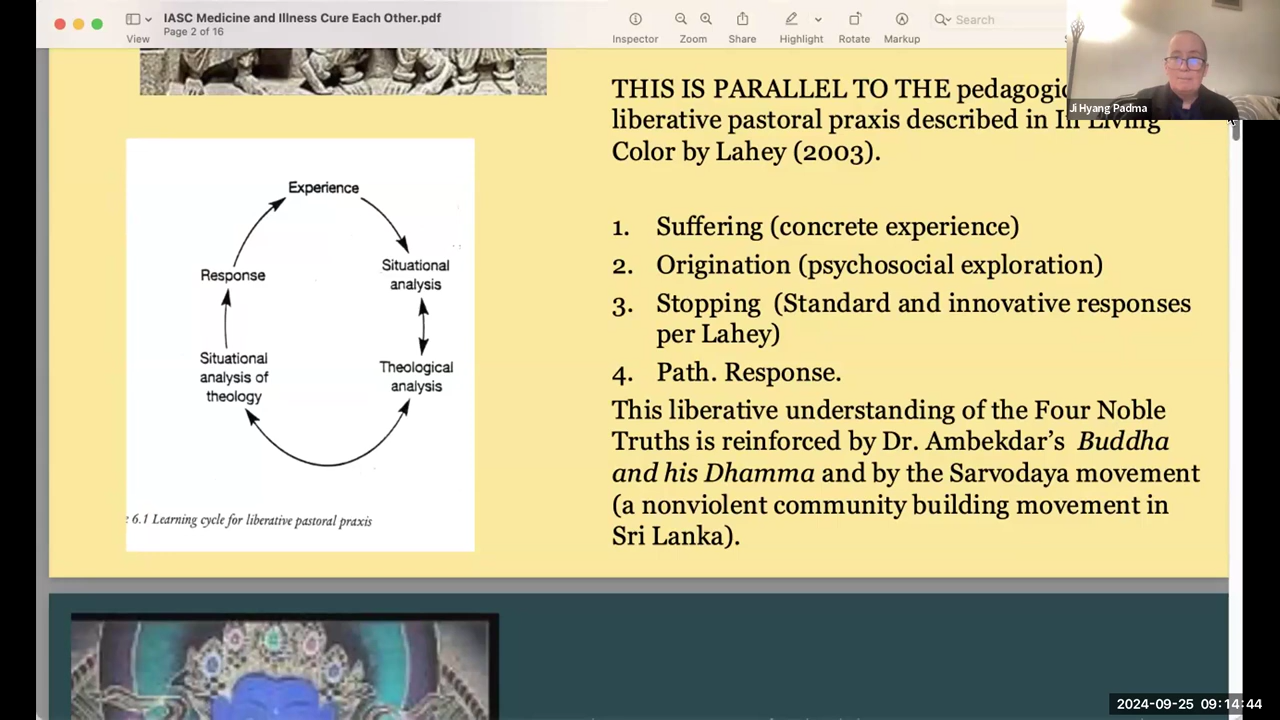 IASC Medicine and Illness Cure Each Other.pdf
Page 2 of 16
View
Inspector
Zoom
Share
Highlight
Rotate
Markup
Search
Ji Hyang Padma
THIS IS PARALLEL TO THE
liberative pastoral praxis described in In Living
Color by Lahey (2003).
1. Suffering (concrete experience)
2. Origination (psychosocial exploration)
3. Stopping (Standard and innovative responses
per Lahey)
4. Path. Response.
This liberative understanding of the Four Noble
Truths is reinforced by Dr. Ambekdar’s Buddha
and his Dhamma and by the Sarvodaya movement
(a nonviolent community building movement in
Sri Lanka).
Experience
Situational
analysis
Theological
analysis
Situational
analysis of
theology
Response
6.1 Learning cycle for liberative pastoral praxis
2024-09-25 09:14:44